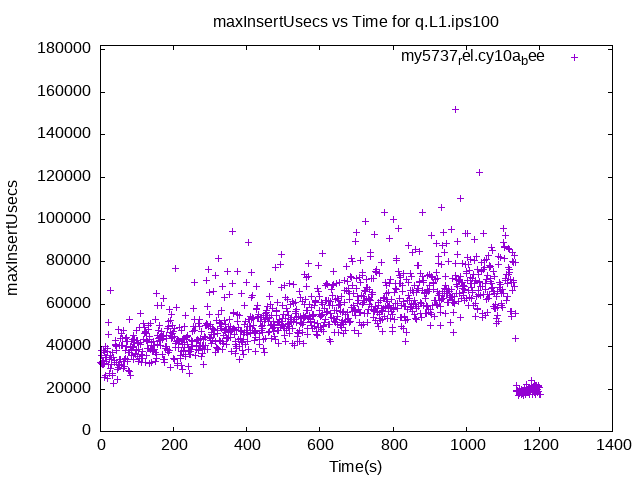 maxInsertUsecs vs Time for q.L1.ips100
my5737rel.cy10abee
180000
160000
140000
120000
100000
80000
60000
40000
20000
0
maxInsertUsecs
0 200 400 600 800 1000 1200 1400
Time(s)